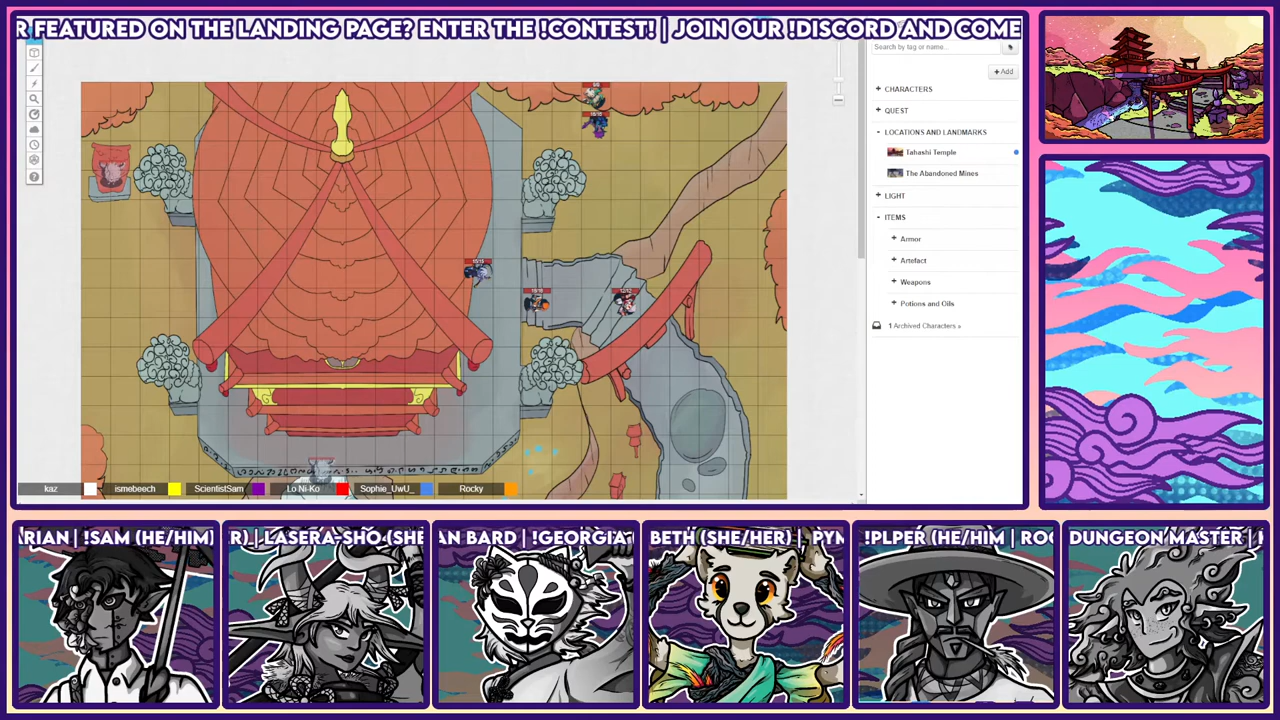 R FEATURED ON THE LANDING PAGE? ENTER THE !CONTEST! | JOIN OUR !DISCORD AND COME
Search by tag or name...
+ Add
+ CHARACTERS
+ QUEST
- LOCATIONS AND LANDMARKS
Tahashi Temple
The Abandoned Mines
+ LIGHT
- ITEMS
+ Armor
+ Artefact
+ Weapons
+ Potions and Oils
1 Archived Characters »
kaz
ismebeech
ScientistSam
Lo Ni-Ko
Sophie_UwU_
Rocky
ARIAN | !SAM (HE/HIM)
ER) | LASERA-SHO (SHE
AN BARD | !GEORGIA
BETH (SHE/HER) | PYM
!PLPER (HE/HIM | ROC
DUNGEON MASTER |